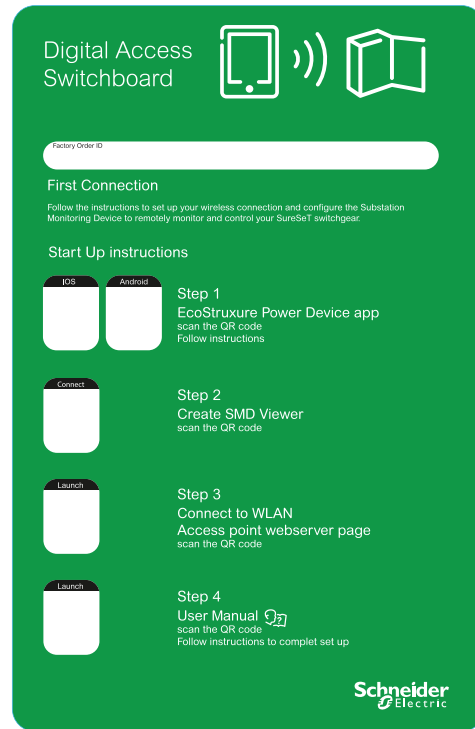 Digital Access
Switchboard
Factory Order ID
First Connection
Follow the instructions to set up your wireless connection and configure the Substation
Monitoring Device to remotely monitor and control your SureSeT switchgear.
Start Up instructions
IOS
Android
Step 1
EcoStruxure Power Device app
scan the QR code
Follow instructions
Connect
Step 2
Create SMD Viewer
scan the QR code
Launch
Step 3
Connect to WLAN
Access point webserver page
scan the QR code
Launch
Step 4
User Manual
scan the QR code
Follow instructions to complet set up
Schneider
Electric